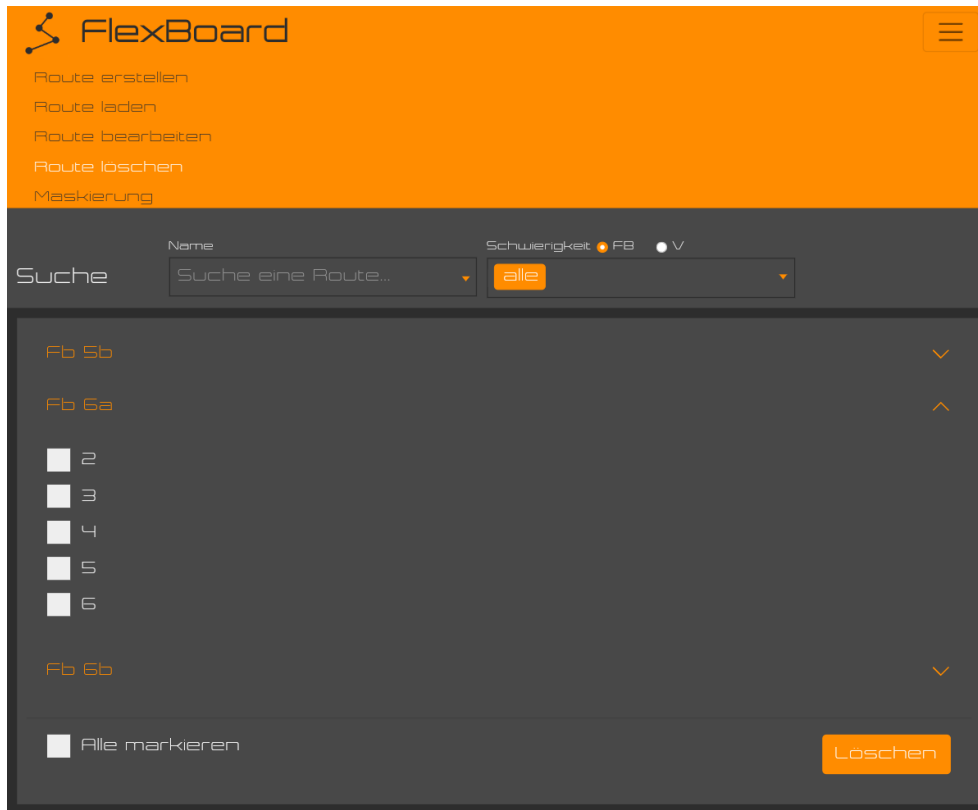 FlexBoard
Route erstellen
Route laden
Route bearbeiten
Route löschen
Maskierung
Name
Schwierigkeit FB V
Suche
Suche eine Route...
alle
Fb 5b
Fb 6a
2
3
4
5
6
Fb 6b
Alle markieren
Löschen